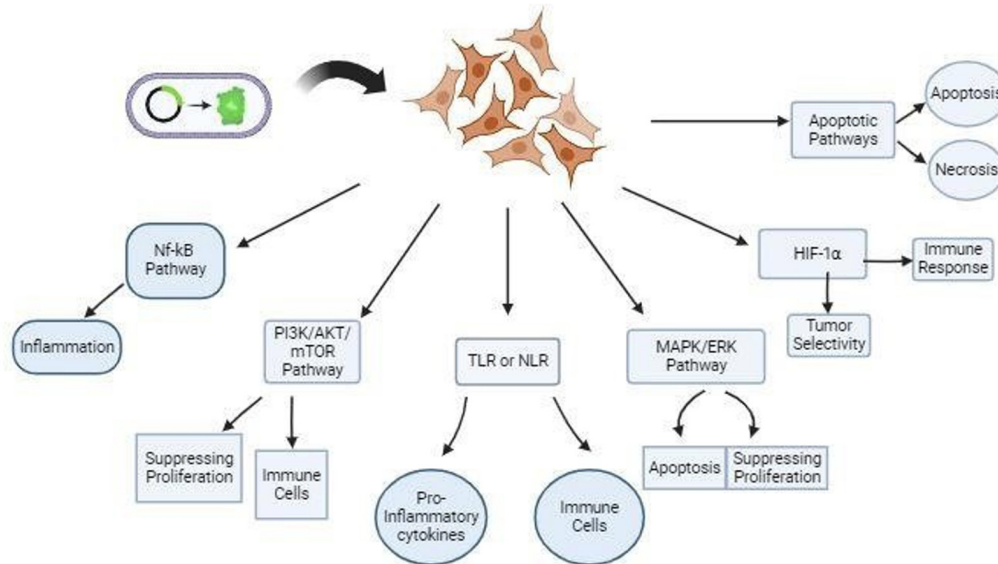 Apoptotic
Pathways
Apoptosis
Necrosis
Nf-kB
Pathway
Inflammation
HIF-1α
Immune
Response
Tumor
Selectivity
PI3K/AKT/
mTOR
Pathway
TLR or NLR
MAPK/ERK
Pathway
Suppressing
Proliferation
Immune
Cells
Pro-
Inflammatory
cytokines
Immune
Cells
Apoptosis
Suppressing
Proliferation